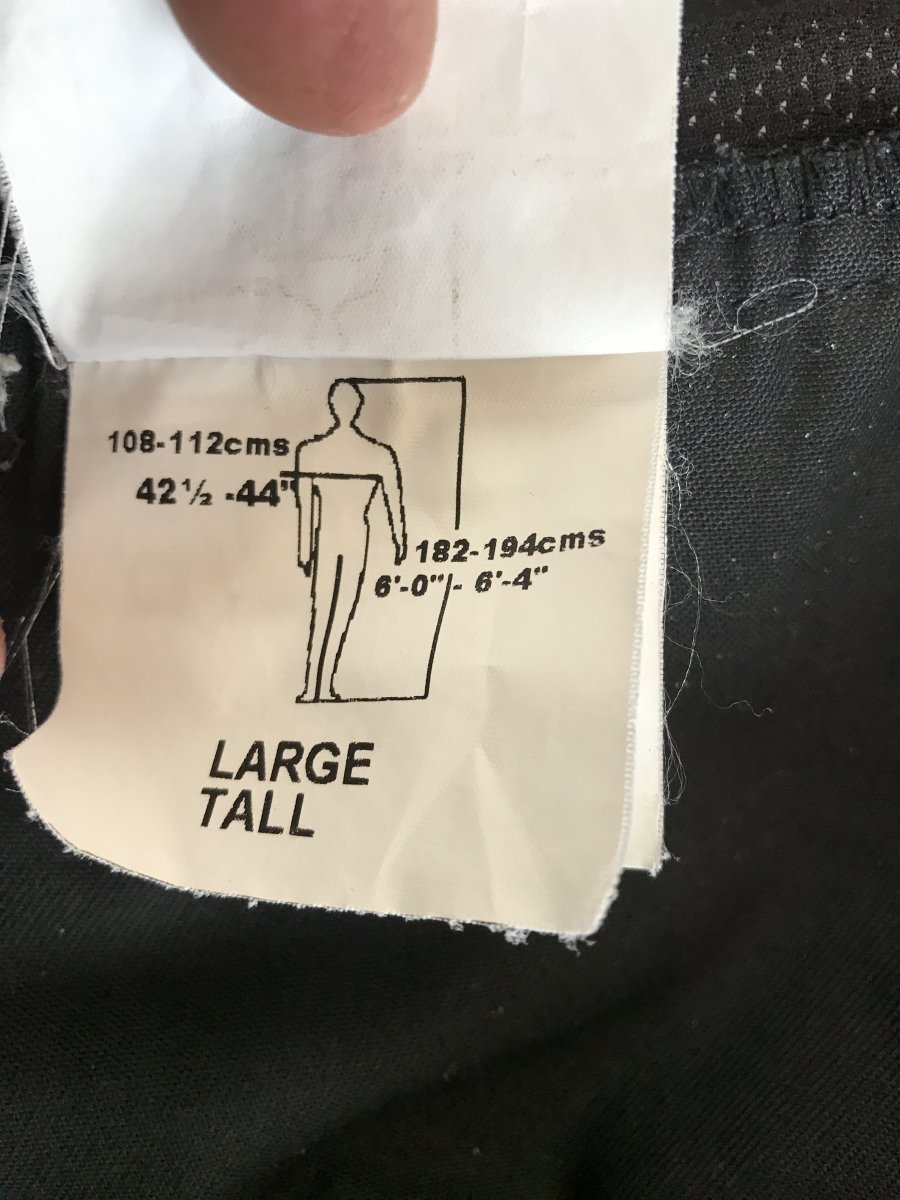 108-112cms
42½ -44"
182-194cms
6'-0" - 6'-4"
LARGE
TALL